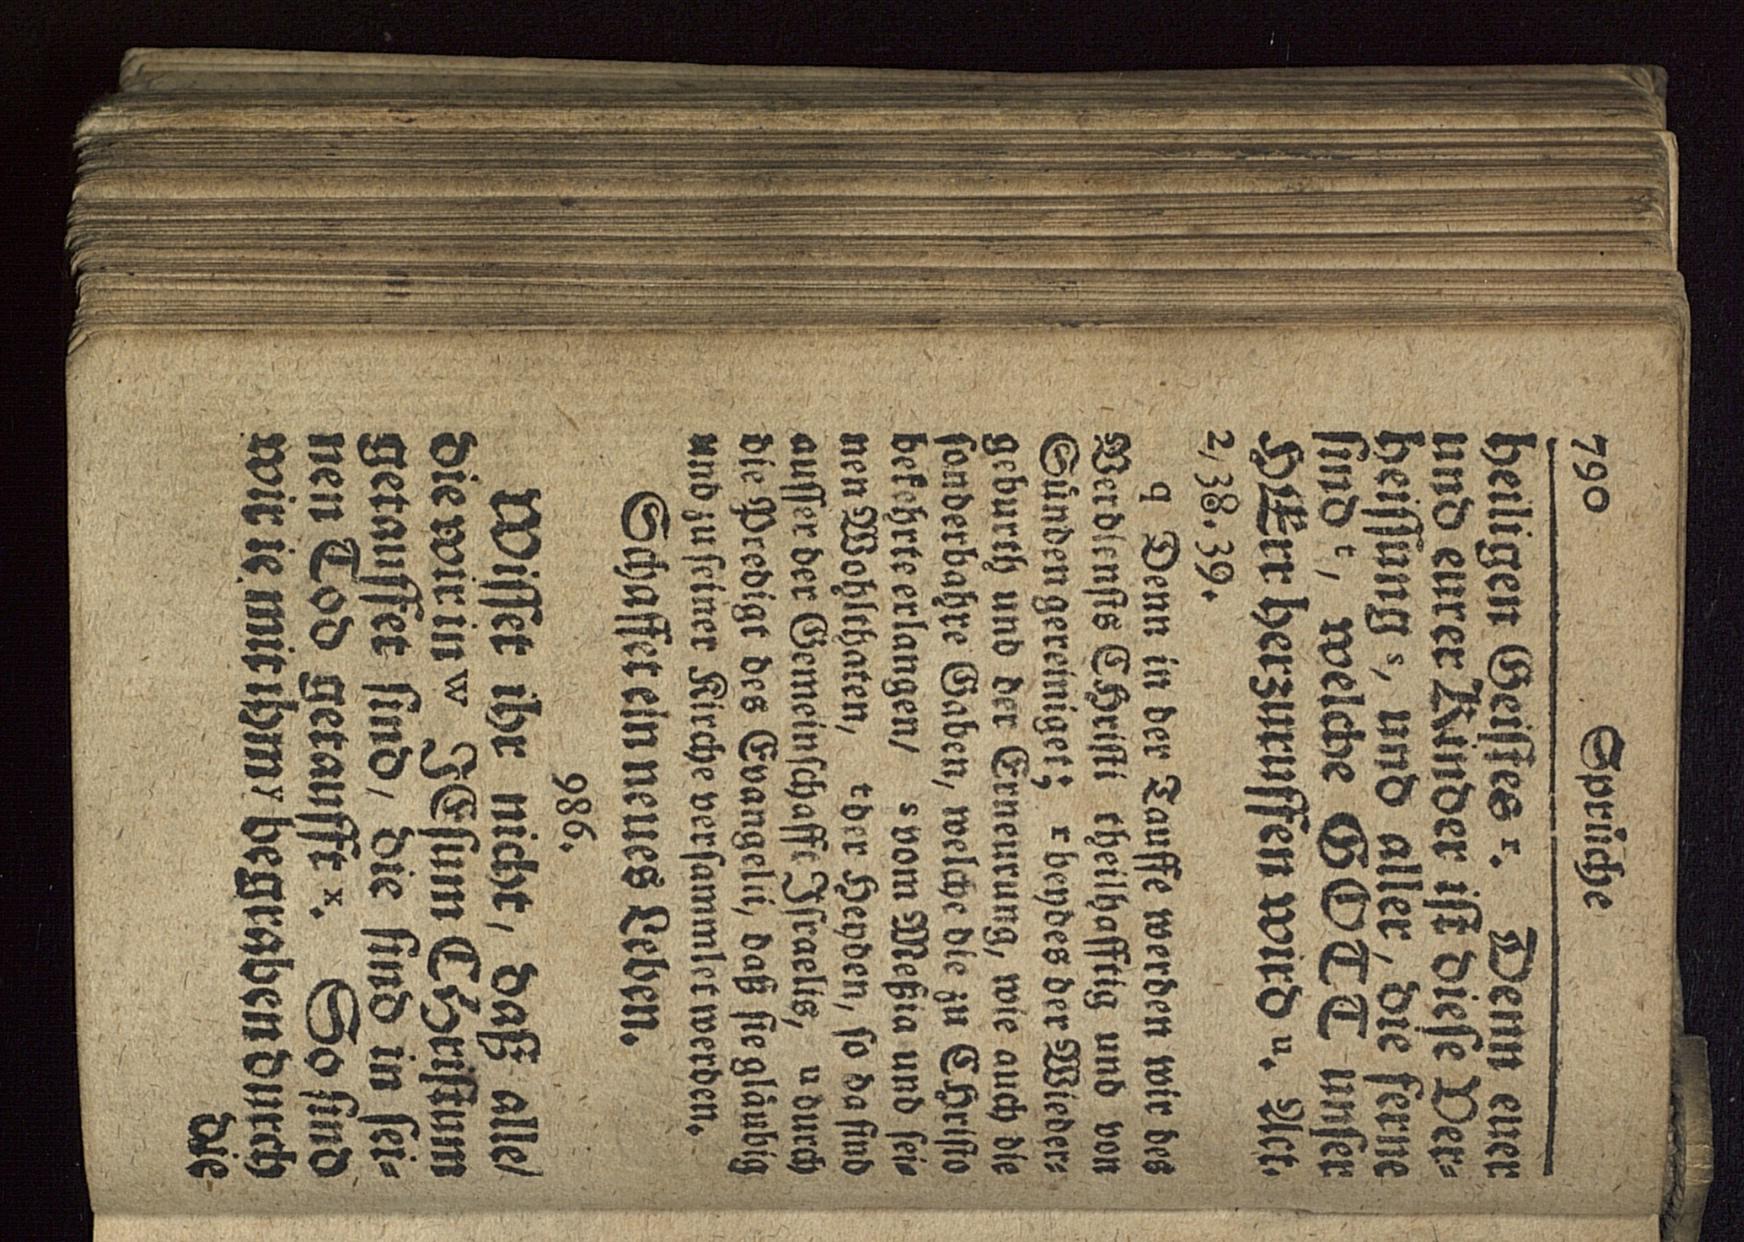 790 Sprüche
heiligen Geistes ʳ. Denn euer
und eurer Kinder ist diese Ver=
heissung ˢ, und aller, die ferne
sind ᵗ, welche GOTT unser
HErr herzuruffen wird ᵘ. Act.
2, 38. 39.
q Denn in der Tauffe werden wir des
Verdiensts Christi theilhafftig und von
Sünden gereiniget; r beydes der Wieder=
geburth und der Erneurung, wie auch die
sonderbahre Gaben, welche die zu Christo
bekehrte erlangen/ s vom Meßia und sei=
nen Wohlthaten, t der Heyden, so da sind
ausser der Gemeinschafft Israelis, u durch
die Predigt des Evangelii, daß sie gläubig
und zu seiner Kirche versammlet werden.
Schaffet ein neues Leben.
986.
Wisset ihr nicht, daß alle/
die wir in w JEsum CHristum
getauffet sind, die sind in sei=
nen Tod getaufft ˣ. So sind
wir ie mit ihm y begraben durch
die